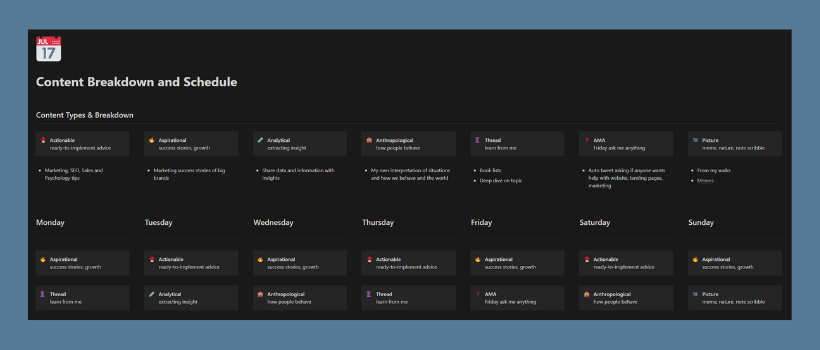 JUL
17
Content Breakdown and Schedule
Content Types & Breakdown
Actionable
ready-to-implement advice
Aspirational
success stories, growth
Analytical
extracting insight
Anthropological
how people behave
Thread
learn from me
AMA
Friday ask me anything
Picture
meme, nature, note scribble
• Marketing, SEO, Sales and
Psychology tips
• Marketing success stories of big
brands
• Share data and information with
insights
• My own interpretation of situations
and how we behave and the world
• Book lists
• Deep dive on topic
• Auto tweet asking if anyone wants
help with website, landing pages,
marketing
• From my walks
• Memes
Monday
Tuesday
Wednesday
Thursday
Friday
Saturday
Sunday
Aspirational
success stories, growth
Actionable
ready-to-implement advice
Aspirational
success stories, growth
Actionable
ready-to-implement advice
Aspirational
success stories, growth
Actionable
ready-to-implement advice
Aspirational
success stories, growth
Thread
learn from me
Analytical
extracting insight
Anthropological
how people behave
Thread
learn from me
AMA
Friday ask me anything
Anthropological
how people behave
Picture
meme, nature, note scribble